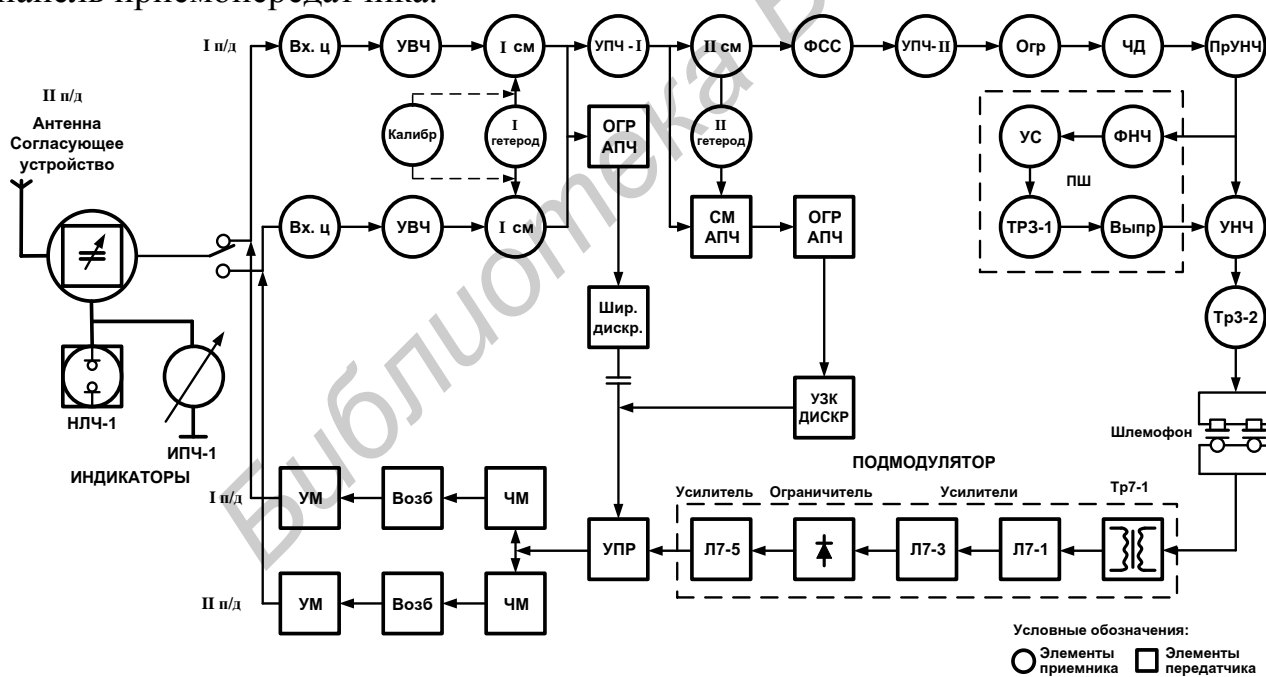 панель приемопередатчика.
I п/д
Вх. ц
УВЧ
I см
УПЧ - I
II см
ФСС
УПЧ- II
Огр
ЧД
ПрУНЧ
II п/д
Антенна
Согласующее
устройство
Калибр
I
гетерод
ОГР
АПЧ
II
гетерод
УС
ФНЧ
ПШ
Вх. ц
УВЧ
I см
СМ
АПЧ
ОГР
АПЧ
ТРЗ-1
Выпр
УНЧ
Шир.
дискр.
Тр3-2
НЛЧ-1
ИПЧ-1
ИНДИКАТОРЫ
УЗК
ДИСКР
Шлемофон
ПОДМОДУЛЯТОР
I п/д
УМ
Возб
ЧМ
Усилитель
Ограничитель
Усилители
Тр7-1
УПР
Л7-5
Л7-3
Л7-1
II п/д
УМ
Возб
ЧМ
Условные обозначения:
Элементы
приемника
Элементы
передатчика
Библиотека Б